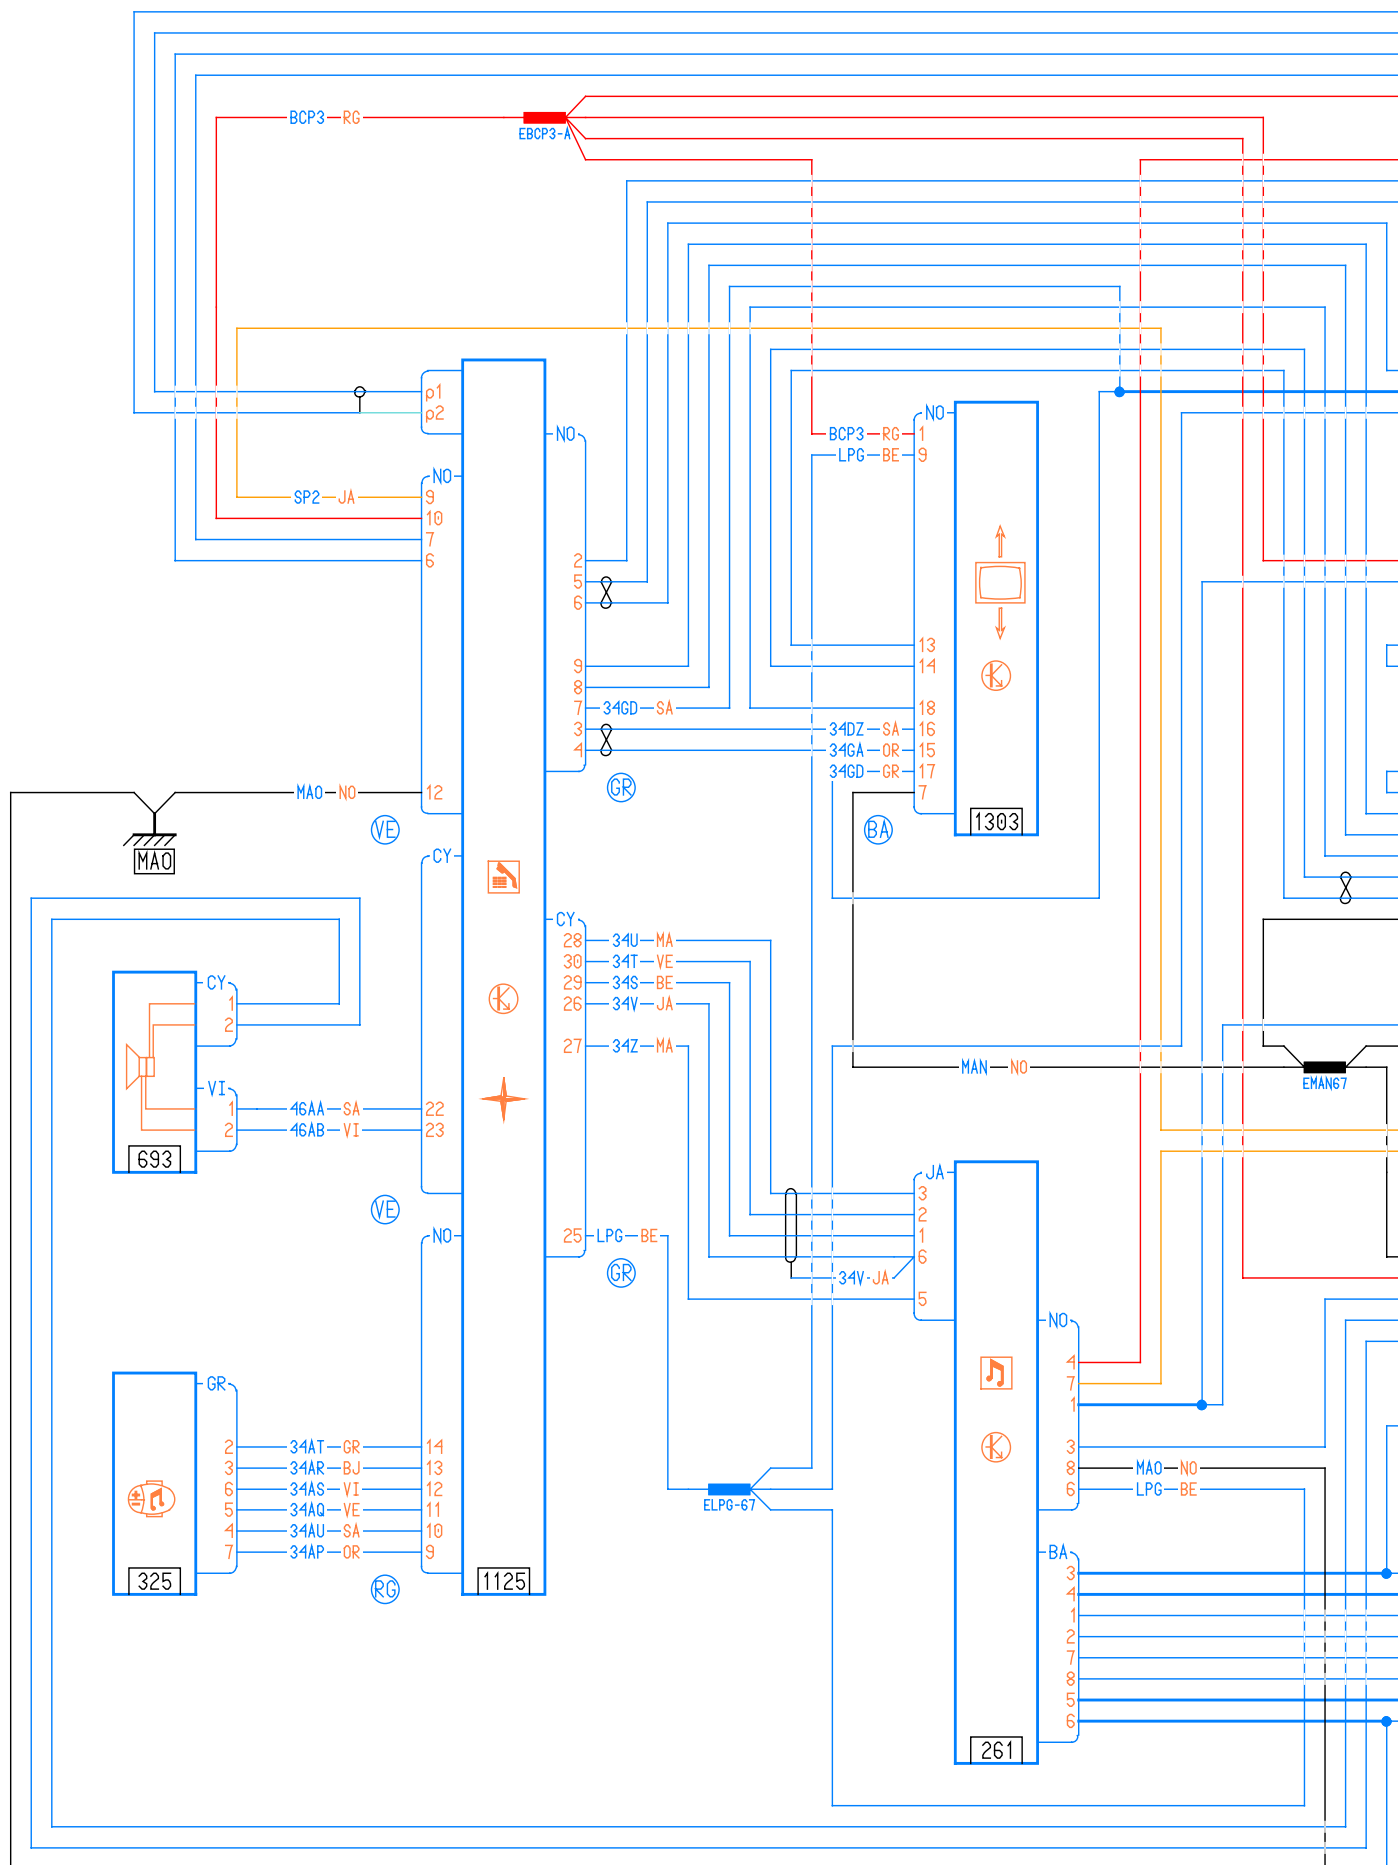 BCP3 RG
EBCP3-A
p1
p2
NO
NO
BCP3 RG 1
LPG BE 9
NO
SP2 JA 9
10
7
6
2
5
6
13
9
14
8
7 34GD SA
18
3
34DZ SA 16
4
34GA OR 15
34GD GR 17
GR
MAO NO 12
7
VE
BA
1303
MAO
CY
CY
28 34U MA
30 34T VE
CY
29 34S BE
1
26 34V JA
2
27 34Z MA
MAN NO
EMAN67
VI
1 46AA SA 22
2 46AB VI 23
693
JA
3
VE
2
NO
25 LPG BE
1
6
GR
34V JA
5
NO
4
GR
7
1
2 34AT GR 14
3
3 34AR BJ 13
8 MAO NO
6 34AS VI 12
6 LPG BE
5 34AQ VE 11
ELPG-67
4 34AU SA 10
7 34AP OR 9
BA
325
RG
1125
3
4
1
2
7
8
5
6
261